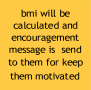 bmi will be
calculated and
encouragement
message is send
to them for keep
them motivated